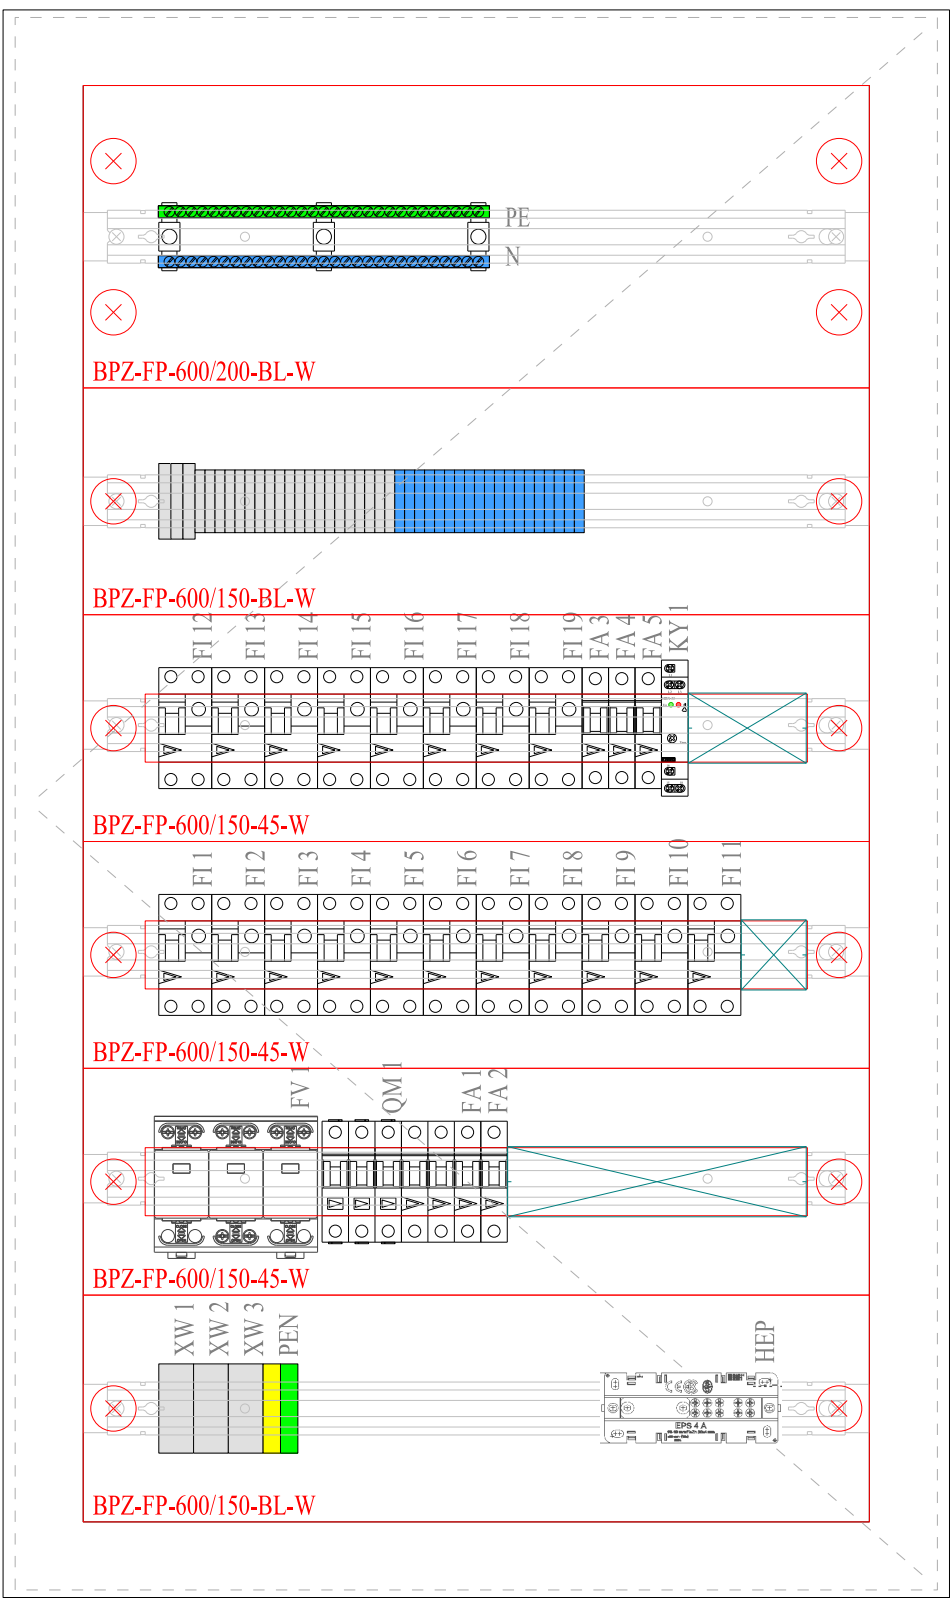 PE
N
BPZ-FP-600/200-BL-W
BPZ-FP-600/150-BL-W
FI 12
FI 13
FI 14
FI 15
FI 16
FI 17
FI 18
FI 19
FA 3
FA 4
FA 5
KY 1
BPZ-FP-600/150-45-W
FI 1
FI 2
FI 3
FI 4
FI 5
FI 6
FI 7
FI 8
FI 9
FI 10
FI 11
BPZ-FP-600/150-45-W
FV 1
QM 1
FA 1
FA 2
BPZ-FP-600/150-45-W
XW 1
XW 2
XW 3
PEN
HEP
EPS 4 A
BPZ-FP-600/150-BL-W